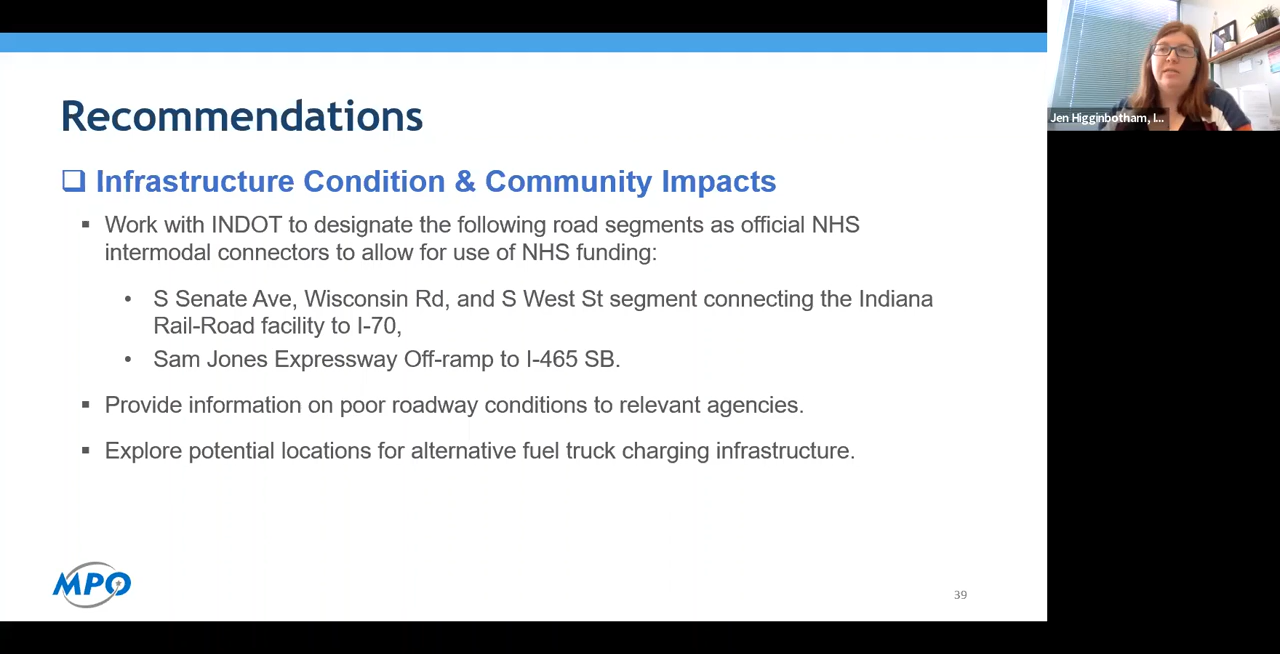 Recommendations
Infrastructure Condition & Community Impacts
Work with INDOT to designate the following road segments as official NHS
intermodal connectors to allow for use of NHS funding:
S Senate Ave, Wisconsin Rd, and S West St segment connecting the Indiana
Rail-Road facility to I-70,
Sam Jones Expressway Off-ramp to I-465 SB.
Provide information on poor roadway conditions to relevant agencies.
Explore potential locations for alternative fuel truck charging infrastructure.
MPO
39
Jen Higginbotham, I...